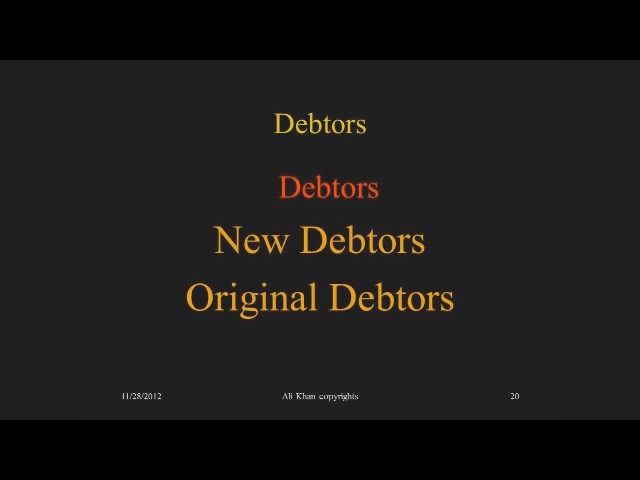 Debtors
Debtors
New Debtors
Original Debtors
11/28/2012 Ali Khan copyrights 20